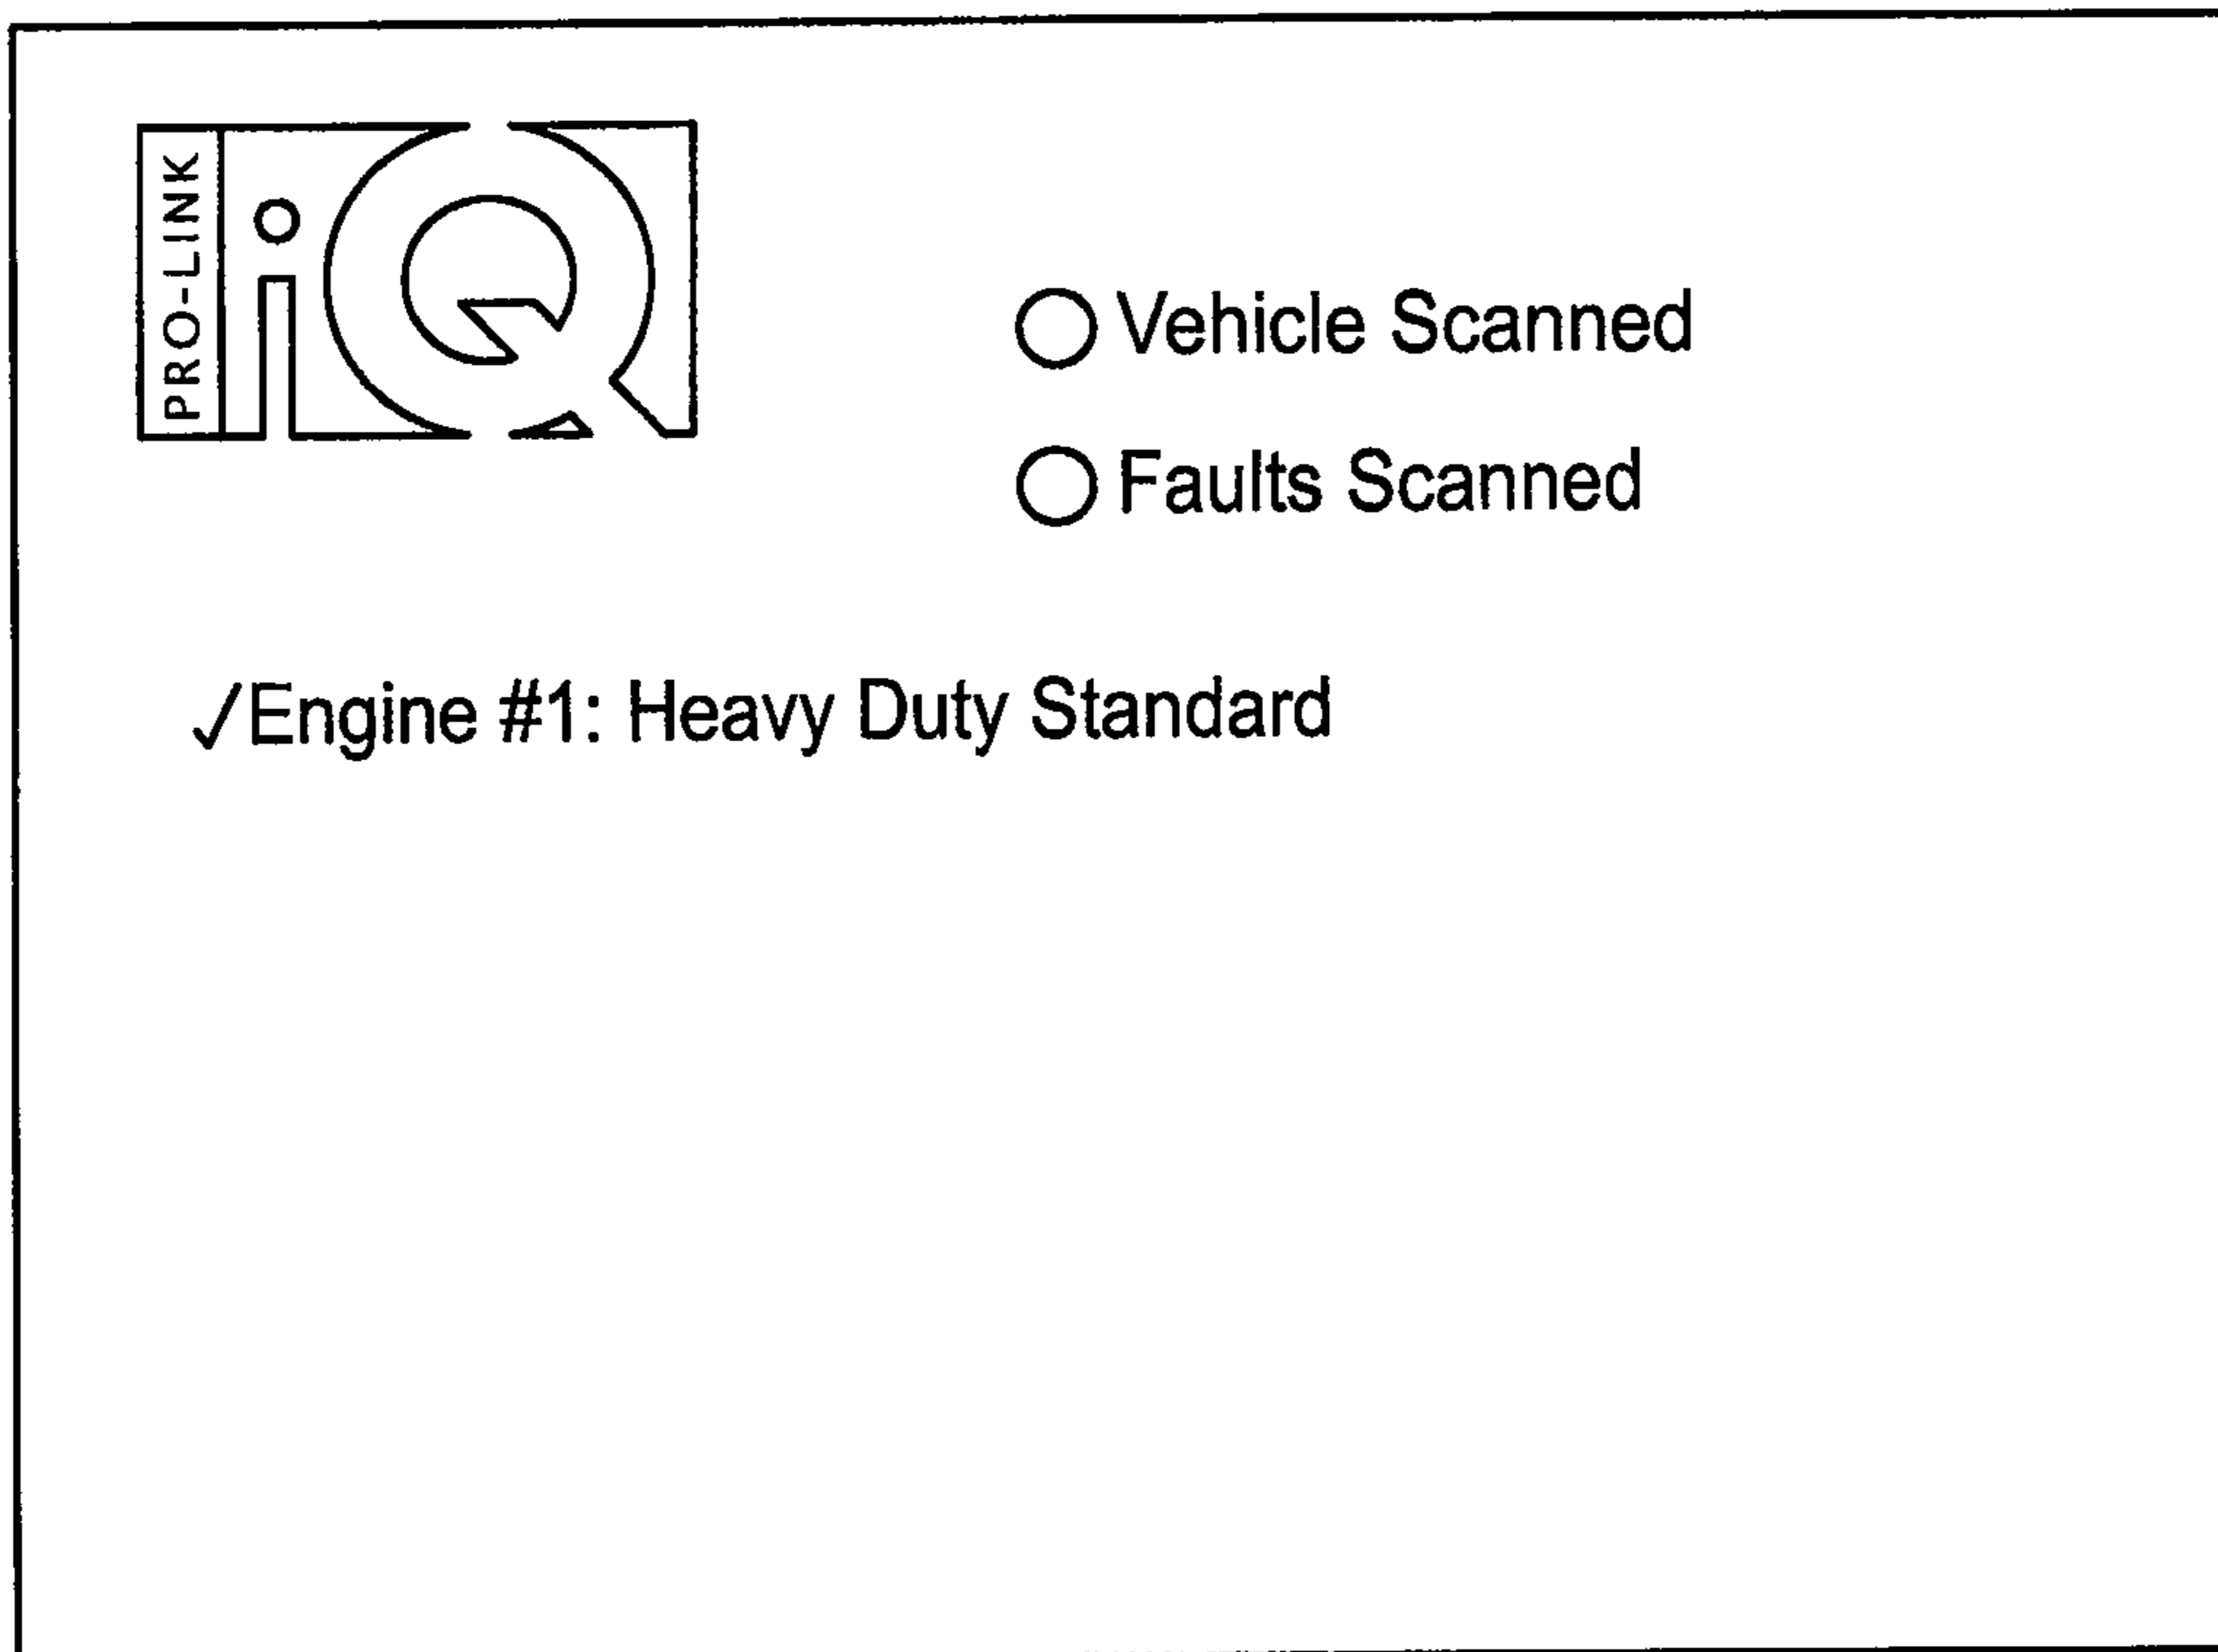 PRO-LINK
iQ
Vehicle Scanned
Faults Scanned
✓Engine #1: Heavy Duty Standard